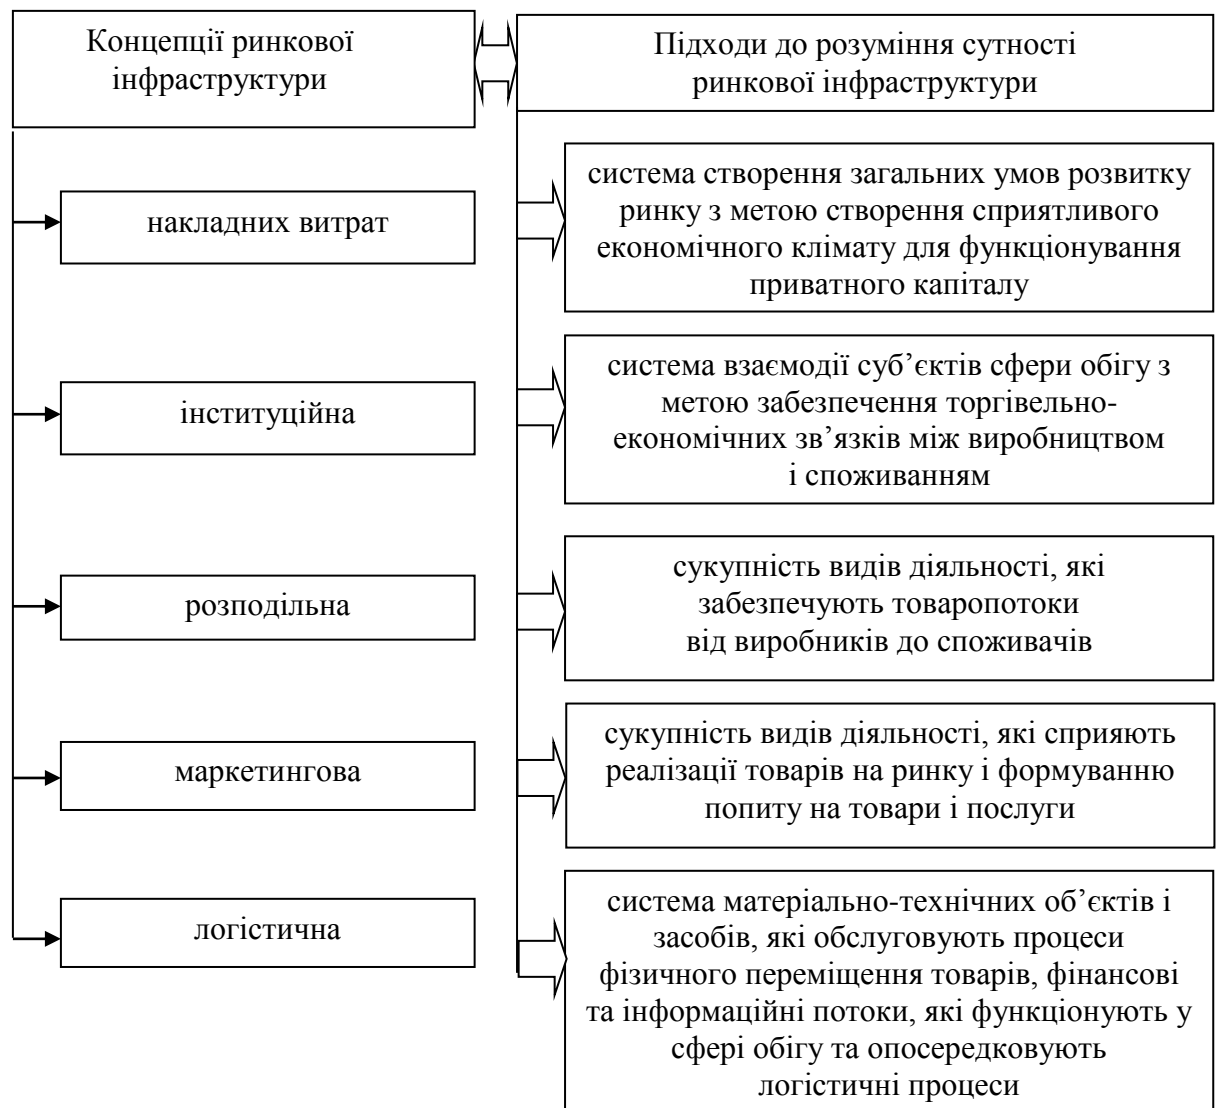 Концепції ринкової
інфраструктури
Підходи до розуміння сутності
ринкової інфраструктури
накладних витрат
система створення загальних умов розвитку
ринку з метою створення сприятливого
економічного клімату для функціонування
приватного капіталу
інституційна
система взаємодії суб’єктів сфери обігу з
метою забезпечення торгівельно-
економічних зв’язків між виробництвом
і споживанням
розподільна
сукупність видів діяльності, які
забезпечують товаропотоки
від виробників до споживачів
маркетингова
сукупність видів діяльності, які сприяють
реалізації товарів на ринку і формуванню
попиту на товари і послуги
логістична
система матеріально-технічних об’єктів і
засобів, які обслуговують процеси
фізичного переміщення товарів, фінансові
та інформаційні потоки, які функціонують у
сфері обігу та опосередковують
логістичні процеси